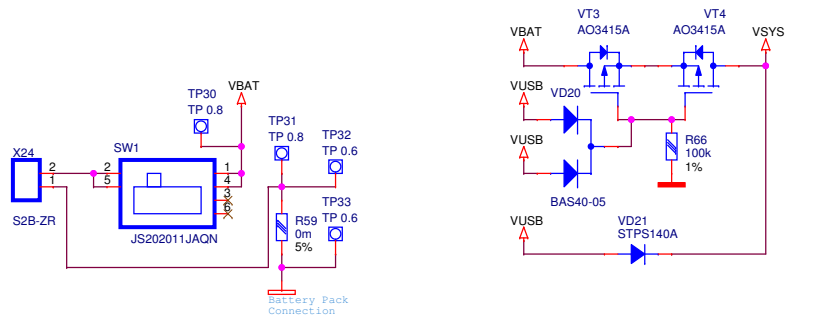 VT3
VT4
AO3415A
AO3415A
VBAT
VSYS
TP30
TP 0.8
VBAT
VUSB
VD20
TP31
TP 0.8
TP32
TP 0.6
VUSB
X24
SW1
R66
100k
1%
2
1
2
5
1
4
3
6
TP33
TP 0.6
BAS40-05
S2B-ZR
R59
0m
5%
VUSB
VD21
STPS140A
JS202011JAQN
Battery Pack
Connection